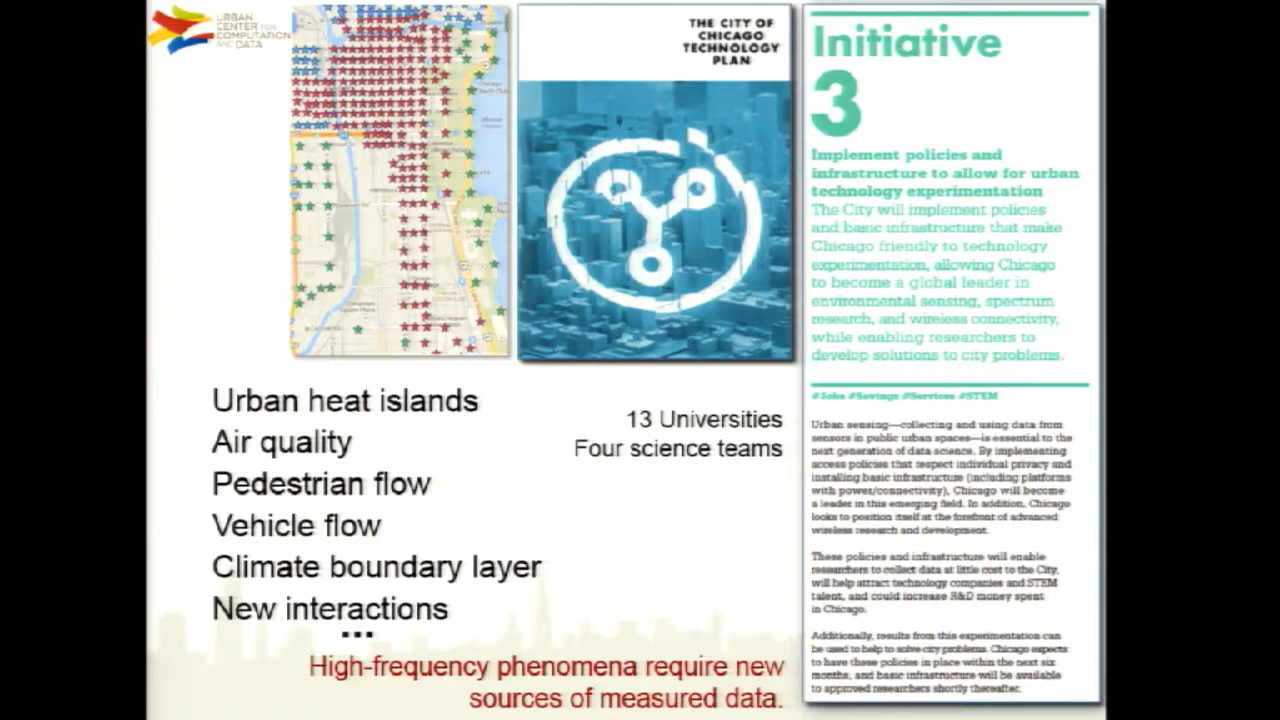 URBAN
CENTER FOR
COMPUTATION
AND DATA
THE CITY OF
CHICAGO
TECHNOLOGY
PLAN
Initiative
3
Implement policies and
infrastructure to allow for urban
technology experimentation
The City will implement policies
and basic infrastructure that make
Chicago friendly to technology
experimentation, allowing Chicago
to become a global leader in
environmental sensing, spectrum
research, and wireless connectivity,
while enabling researchers to
develop solutions to city problems.
#Jobs #Savings #Services #STEM
Urban sensing—collecting and using data from
sensors in public urban spaces—is essential to the
next generation of data science. By implementing
access policies that respect individual privacy and
installing basic infrastructure (including platforms
with power/connectivity), Chicago will become
a leader in this emerging field. In addition, Chicago
looks to position itself at the forefront of advanced
wireless research and development.
These policies and infrastructure will enable
researchers to collect data at little cost to the City,
will help attract technology companies and STEM
talent, and could increase R&D money spent
in Chicago.
Additionally, results from this experimentation can
be used to help to solve city problems. Chicago expects
to have these policies in place within the next six
months, and basic infrastructure will be available
to approved researchers shortly thereafter.
Urban heat islands
Air quality
Pedestrian flow
Vehicle flow
Climate boundary layer
New interactions
...
13 Universities
Four science teams
High-frequency phenomena require new
sources of measured data.